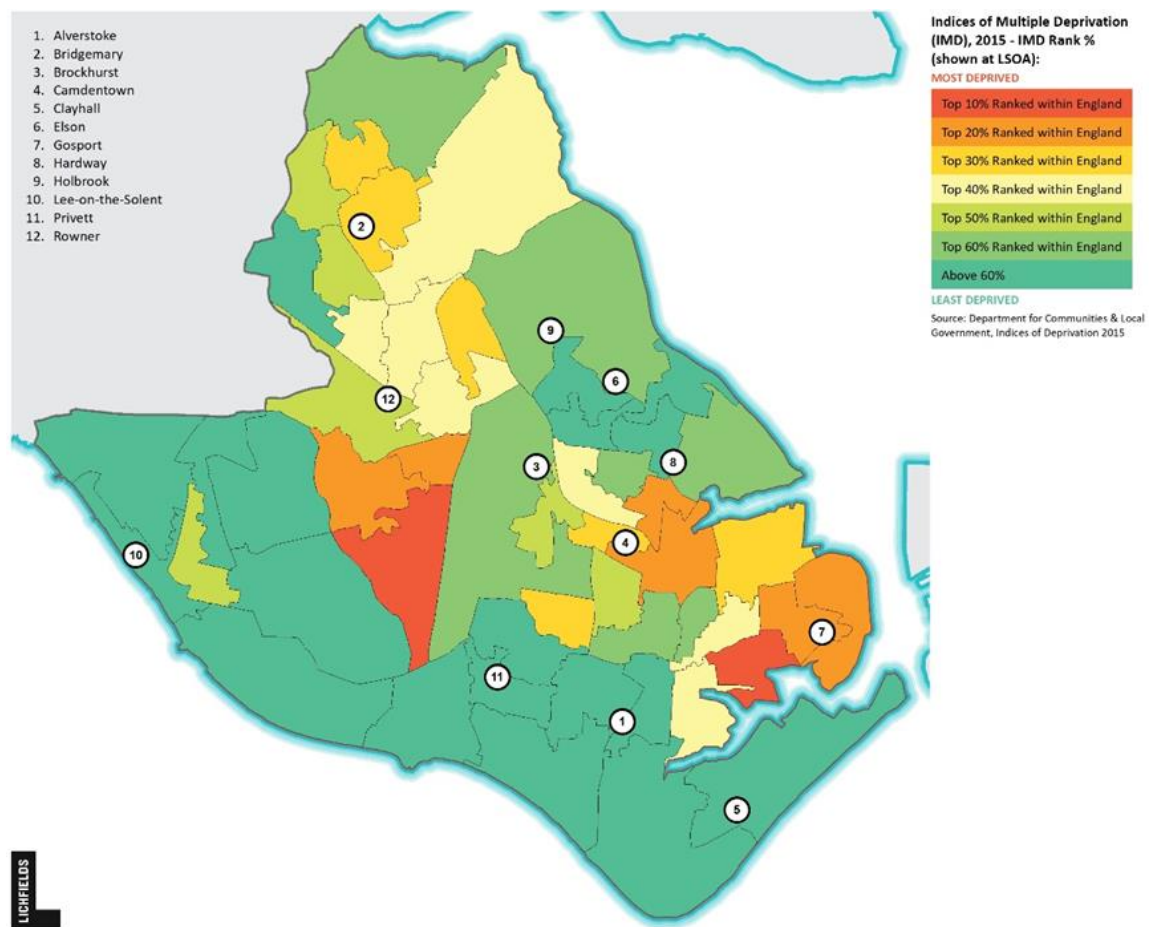 1. Alverstoke
2. Bridgemary
3. Brockhurst
4. Camdentown
5. Clayhall
6. Elson
7. Gosport
8. Hardway
9. Holbrook
10. Lee-on-the-Solent
11. Privett
12. Rowner
Indices of Multiple Deprivation
(IMD), 2015 - IMD Rank %
(shown at LSOA):
MOST DEPRIVED
Top 10% Ranked within England
Top 20% Ranked within England
Top 30% Ranked within England
Top 40% Ranked within England
Top 50% Ranked within England
Top 60% Ranked within England
Above 60%
LEAST DEPRIVED
Source: Department for Communities & Local
Government, Indices of Deprivation 2015
2
9
6
12
3
8
10
4
7
11
1
5
LICHFIELDS